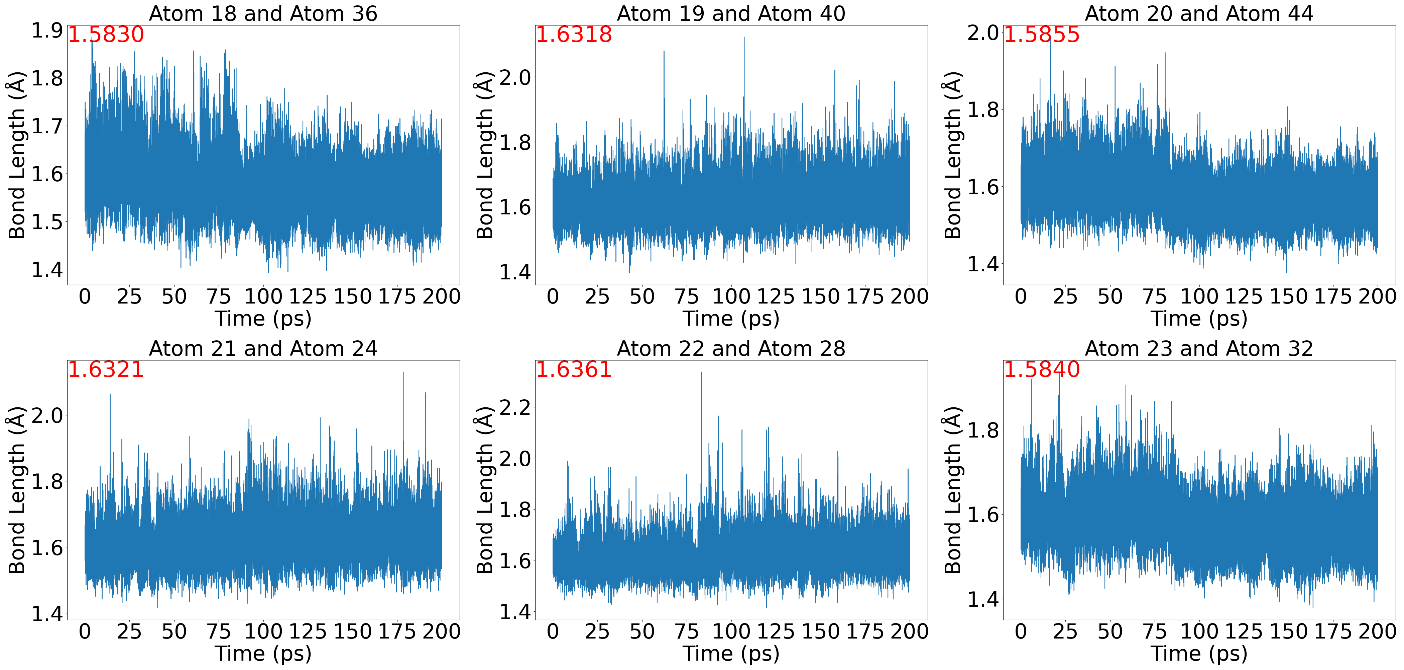 Atom 18 and Atom 36
1.5830
Bond Length (Å)
1.9
1.8
1.7
1.6
1.5
1.4
0 25 50 75 100 125 150 175 200
Time (ps)
Atom 19 and Atom 40
1.6318
Bond Length (Å)
2.0
1.8
1.6
1.4
0 25 50 75 100 125 150 175 200
Time (ps)
Atom 20 and Atom 44
1.5855
Bond Length (Å)
2.0
1.8
1.6
1.4
0 25 50 75 100 125 150 175 200
Time (ps)
Atom 21 and Atom 24
1.6321
Bond Length (Å)
2.0
1.8
1.6
1.4
0 25 50 75 100 125 150 175 200
Time (ps)
Atom 22 and Atom 28
1.6361
Bond Length (Å)
2.2
2.0
1.8
1.6
1.4
0 25 50 75 100 125 150 175 200
Time (ps)
Atom 23 and Atom 32
1.5840
Bond Length (Å)
1.8
1.6
1.4
0 25 50 75 100 125 150 175 200
Time (ps)